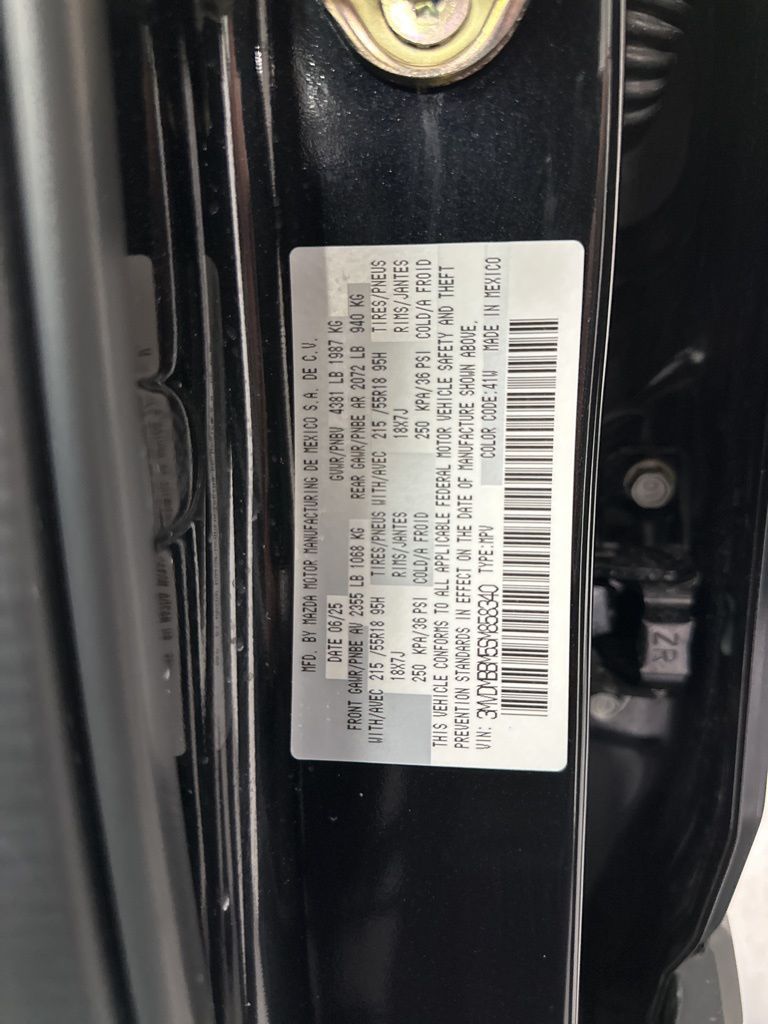 MFD. BY MAZDA MOTOR MANUFACTURING DE MEXICO S.A. DE C.V.
DATE 06/25 GVWR/PNBV 4381 LB 1987 KG
FRONT GAWR/PNBE AV 2355 LB 1068 KG REAR GAWR/PNBE AR 2072 LB 940 KG
WITH/AVEC 215 /55R18 95H TIRES/PNEUS WITH/AVEC 215 /55R18 95H TIRES/PNEUS
18X7J RIMS/JANTES 18X7J RIMS/JANTES
250 KPA/36 PSI COLD/A FROID 250 KPA/36 PSI COLD/A FROID
THIS VEHICLE CONFORMS TO ALL APPLICABLE FEDERAL MOTOR VEHICLE SAFETY AND THEFT
PREVENTION STANDARDS IN EFFECT ON THE DATE OF MANUFACTURE SHOWN ABOVE.
VIN: 3MVDMBBM5SM858340 TYPE:MPV COLOR CODE:41W MADE IN MEXICO
ZR